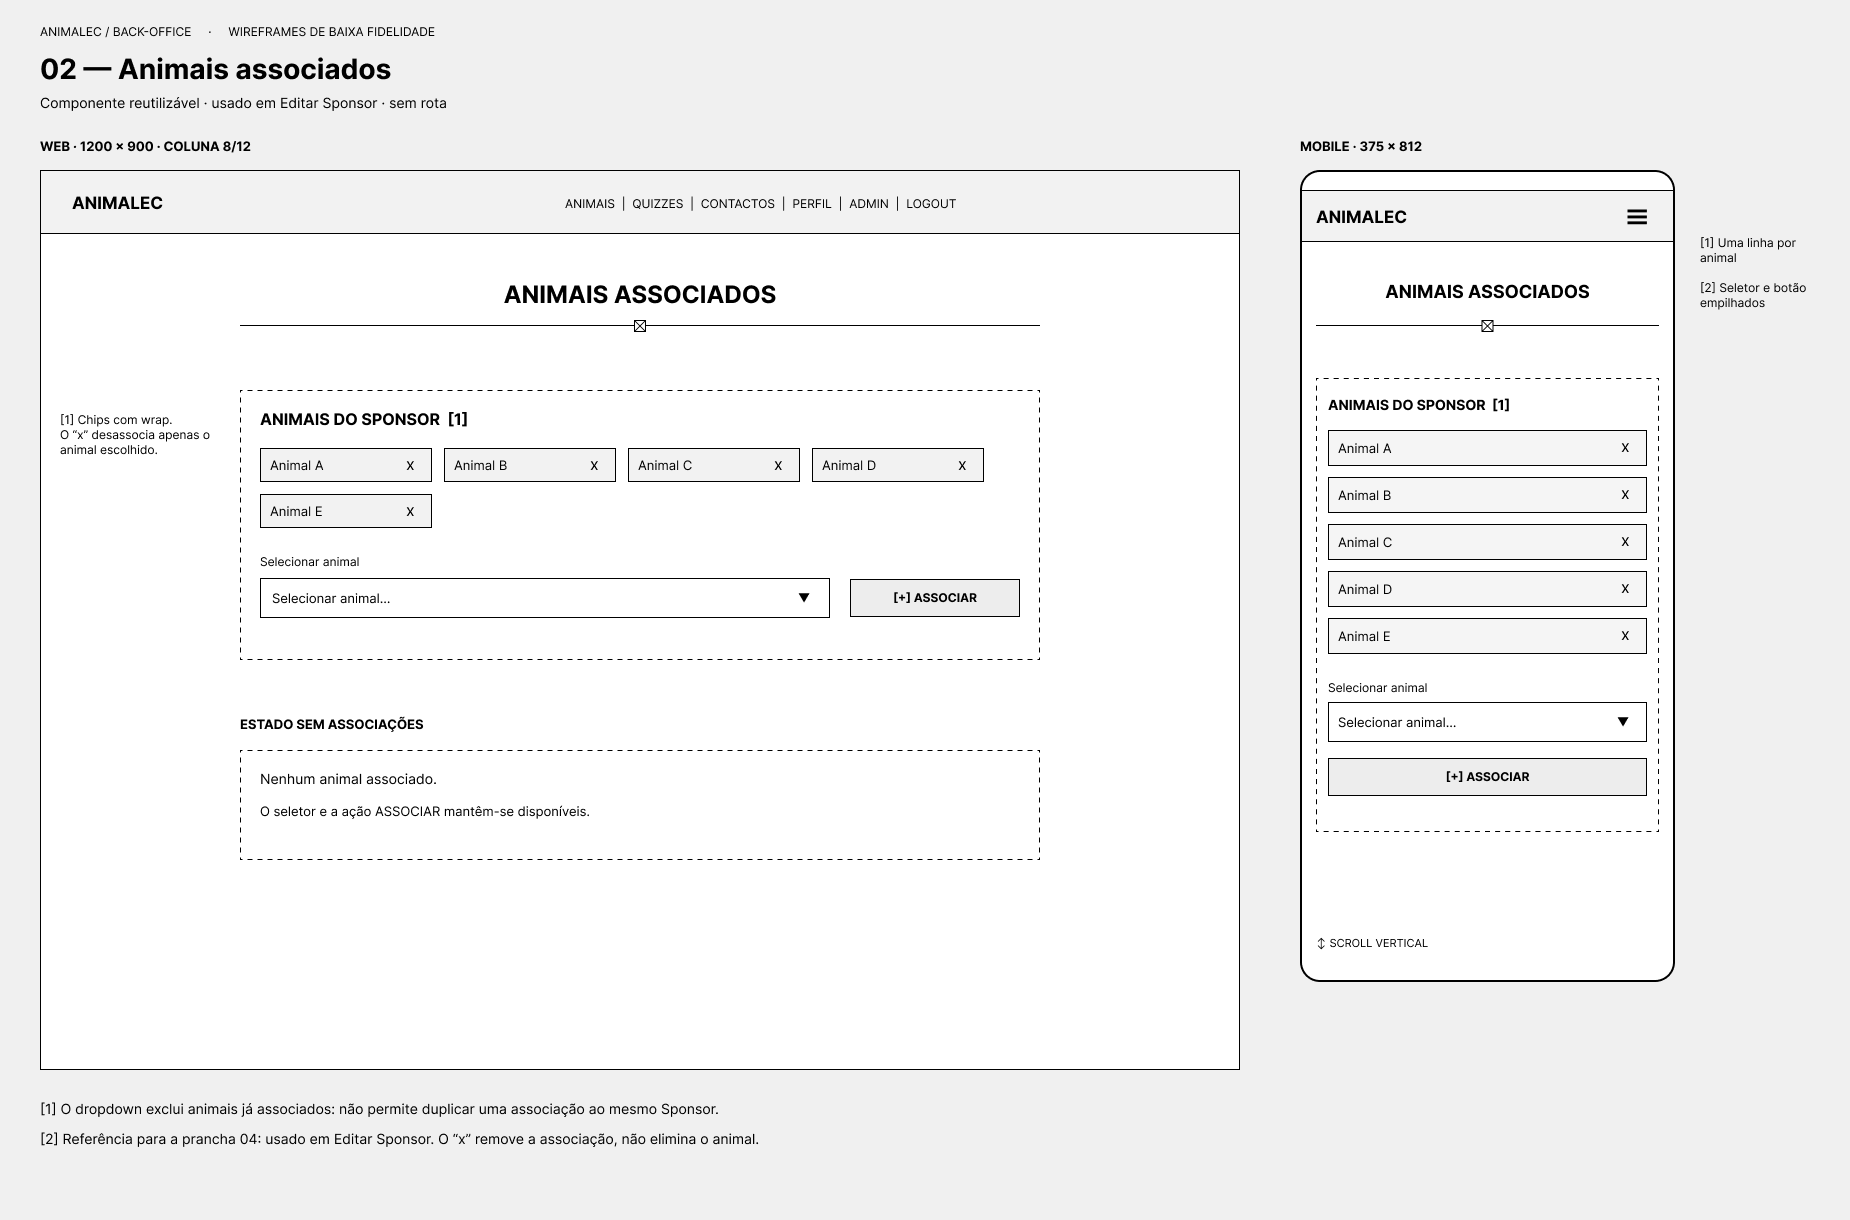 ANIMALEC / BACK-OFFICE · WIREFRAMES DE BAIXA FIDELIDADE
02 — Animais associados
Componente reutilizável · usado em Editar Sponsor · sem rota
WEB · 1200 × 900 · COLUNA 8/12
ANIMALEC
ANIMAIS | QUIZZES | CONTACTOS | PERFIL | ADMIN | LOGOUT
ANIMAIS ASSOCIADOS
[1] Chips com wrap.
O “x” desassocia apenas o
animal escolhido.
ANIMAIS DO SPONSOR [1]
Animal A x
Animal B x
Animal C x
Animal D x
Animal E x
Selecionar animal
Selecionar animal... ▼
[+] ASSOCIAR
ESTADO SEM ASSOCIAÇÕES
Nenhum animal associado.
O seletor e a ação ASSOCIAR mantêm-se disponíveis.
MOBILE · 375 × 812
ANIMALEC
ANIMAIS ASSOCIADOS
ANIMAIS DO SPONSOR [1]
Animal A x
Animal B x
Animal C x
Animal D x
Animal E x
Selecionar animal
Selecionar animal... ▼
[+] ASSOCIAR
↕ SCROLL VERTICAL
[1] Uma linha por
animal
[2] Seletor e botão
empilhados
[1] O dropdown exclui animais já associados: não permite duplicar uma associação ao mesmo Sponsor.
[2] Referência para a prancha 04: usado em Editar Sponsor. O “x” remove a associação, não elimina o animal.